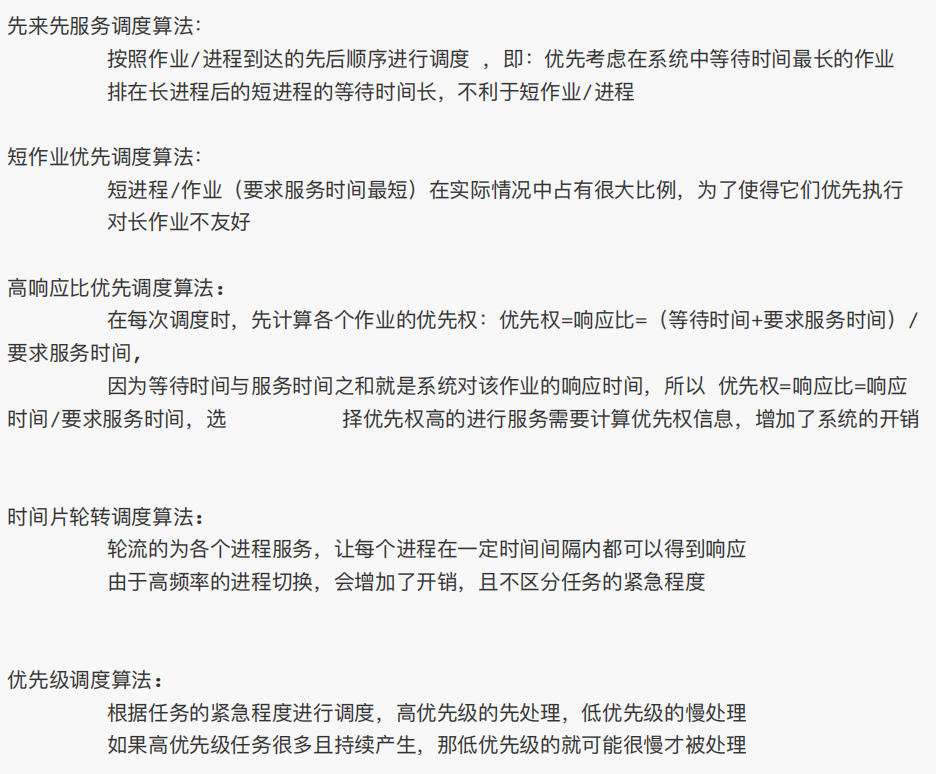 先来先服务调度算法：
按照作业/进程到达的先后顺序进行调度 ，即：优先考虑在系统中等待时间最长的作业
排在长进程后的短进程的等待时间长，不利于短作业/进程
短作业优先调度算法：
短进程/作业（要求服务时间最短）在实际情况中占有很大比例，为了使得它们优先执行
对长作业不友好
高响应比优先调度算法：
在每次调度时，先计算各个作业的优先权：优先权=响应比=（等待时间+要求服务时间）/
要求服务时间,
因为等待时间与服务时间之和就是系统对该作业的响应时间，所以 优先权=响应比=响应
时间/要求服务时间，选 择优先权高的进行服务需要计算优先权信息，增加了系统的开销
时间片轮转调度算法：
轮流的为各个进程服务，让每个进程在一定时间间隔内都可以得到响应
由于高频率的进程切换，会增加了开销，且不区分任务的紧急程度
优先级调度算法：
根据任务的紧急程度进行调度，高优先级的先处理，低优先级的慢处理
如果高优先级任务很多且持续产生，那低优先级的就可能很慢才被处理